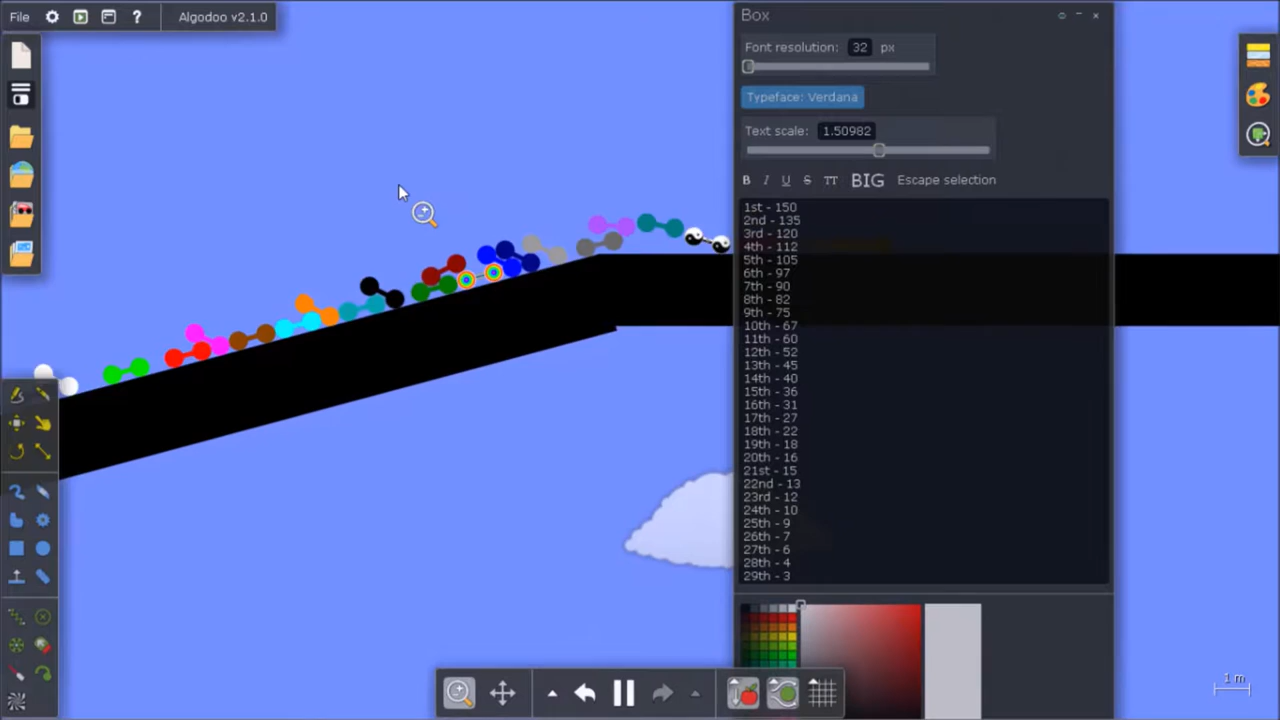 File ? Algodoo v2.1.0
Box
Font resolution: 32 px
Typeface: Verdana
Text scale: 1.50982
B I U S TT BIG Escape selection
1st - 150
2nd - 135
3rd - 120
4th - 112
5th - 105
6th - 97
7th - 90
8th - 82
9th - 75
10th - 67
11th - 60
12th - 52
13th - 45
14th - 40
15th - 36
16th - 31
17th - 27
18th - 22
19th - 18
20th - 16
21st - 15
22nd - 13
23rd - 12
24th - 10
25th - 9
26th - 7
27th - 6
28th - 4
29th - 3
1 m